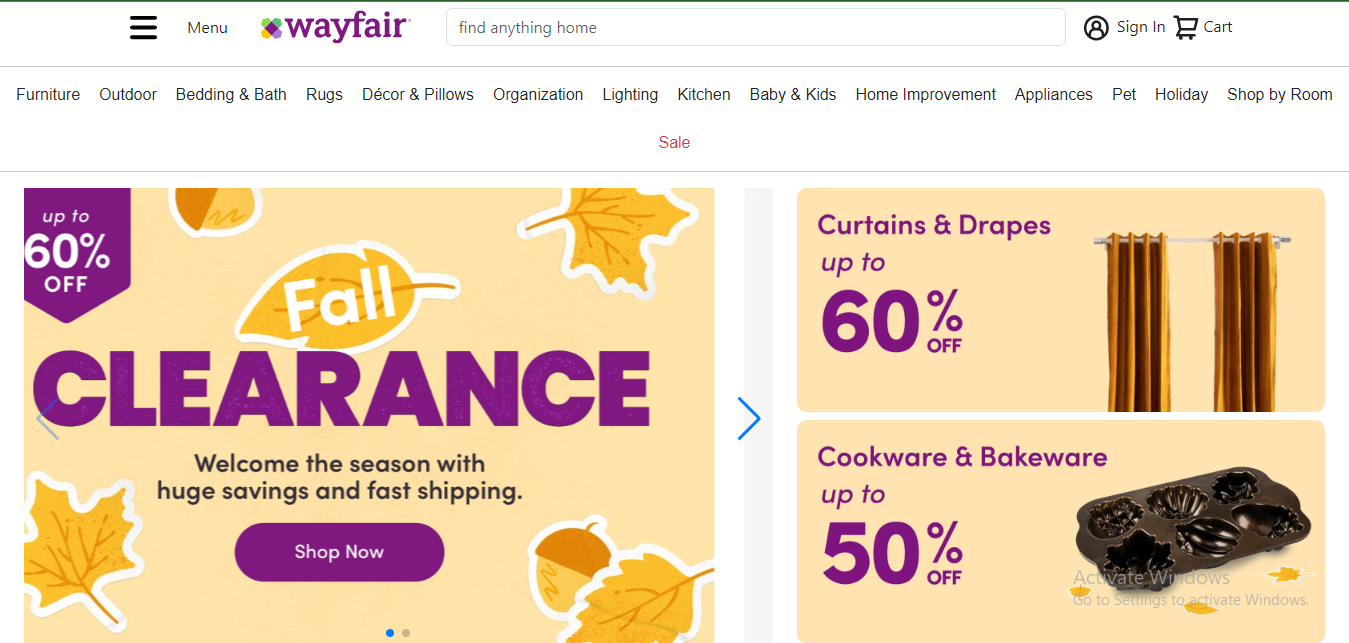 Menu
wayfair
find anything home
Sign In
Cart
Furniture Outdoor Bedding & Bath Rugs Décor & Pillows Organization Lighting Kitchen Baby & Kids Home Improvement Appliances Pet Holiday Shop by Room
Sale
up to
60%
OFF
Fall
CLEARANCE
Welcome the season with
huge savings and fast shipping.
Shop Now
Curtains & Drapes
up to
60%
OFF
Cookware & Bakeware
up to
50%
OFF
Activate Windows
Go to Settings to activate Windows.